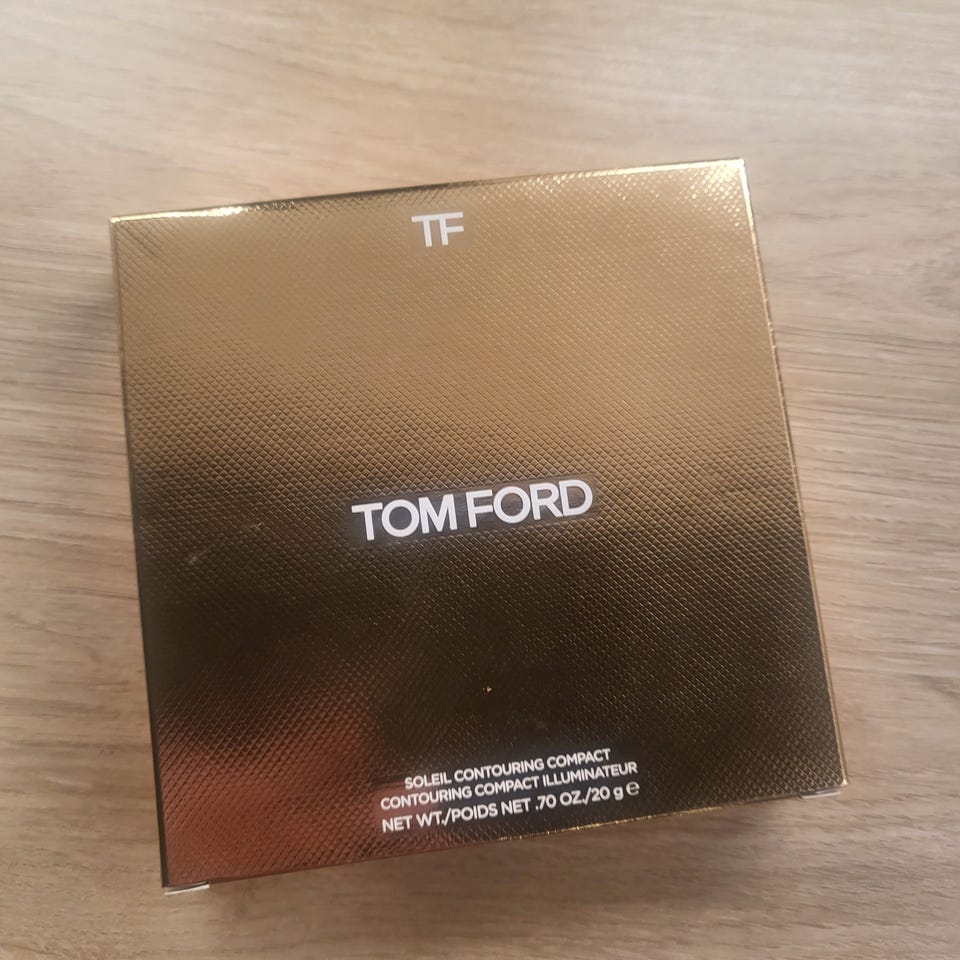 TF
TOM FORD
SOLEIL CONTOURING COMPACT
CONTOURING COMPACT ILLUMINATEUR
NET WT./POIDS NET .70 OZ./20 g ℮